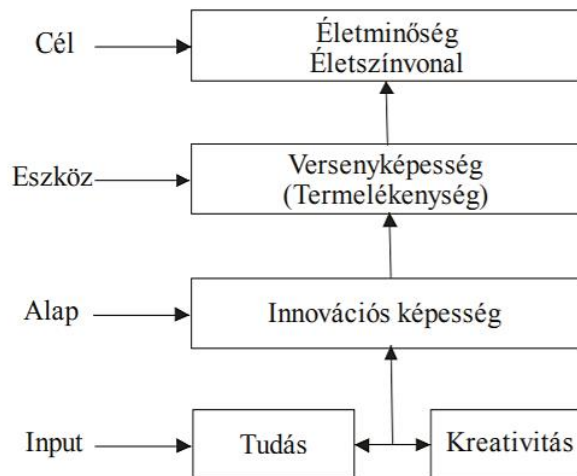 Cél
Életminőség
Életszínvonal
Eszköz
Versenyképesség
(Termelékenység)
Alap
Innovációs képesség
Input
Tudás
Kreativitás